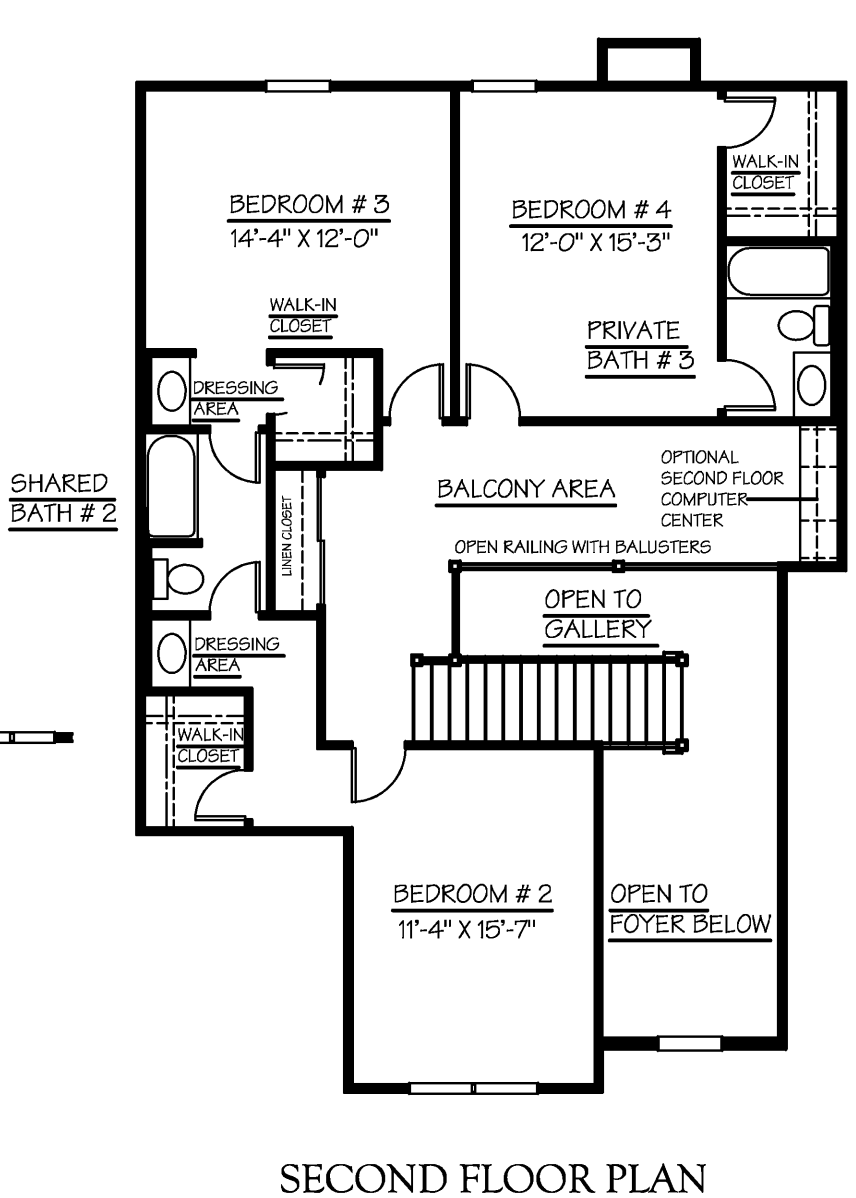 BEDROOM # 3
14'-4" X 12'-0"
BEDROOM # 4
12'-0" X 15'-3"
WALK-IN
CLOSET
WALK-IN
CLOSET
PRIVATE
BATH # 3
DRESSING
AREA
SHARED
BATH # 2
LINEN CLOSET
BALCONY AREA
OPTIONAL
SECOND FLOOR
COMPUTER
CENTER
OPEN RAILING WITH BALUSTERS
OPEN TO
GALLERY
DRESSING
AREA
WALK-IN
CLOSET
BEDROOM # 2
11'-4" X 15'-7"
OPEN TO
FOYER BELOW
SECOND FLOOR PLAN